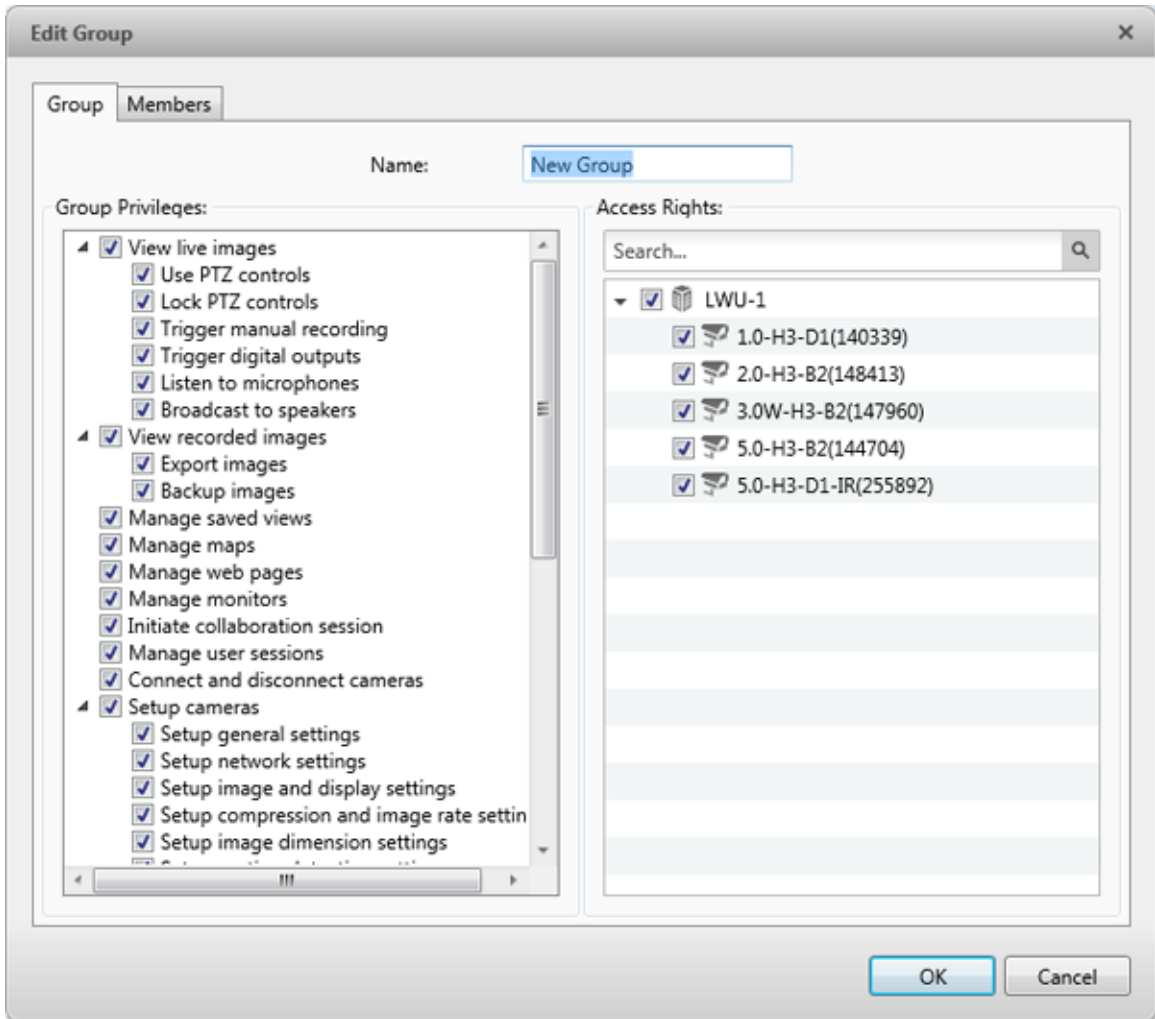 Edit Group
Group
Members
Name:
New Group
Group Privileges:
View live images
Use PTZ controls
Lock PTZ controls
Trigger manual recording
Trigger digital outputs
Listen to microphones
Broadcast to speakers
View recorded images
Export images
Backup images
Manage saved views
Manage maps
Manage web pages
Manage monitors
Initiate collaboration session
Manage user sessions
Connect and disconnect cameras
Setup cameras
Setup general settings
Setup network settings
Setup image and display settings
Setup compression and image rate settin
Setup image dimension settings
Access Rights:
Search...
LWU-1
1.0-H3-D1(140339)
2.0-H3-B2(148413)
3.0W-H3-B2(147960)
5.0-H3-B2(144704)
5.0-H3-D1-IR(255892)
OK
Cancel